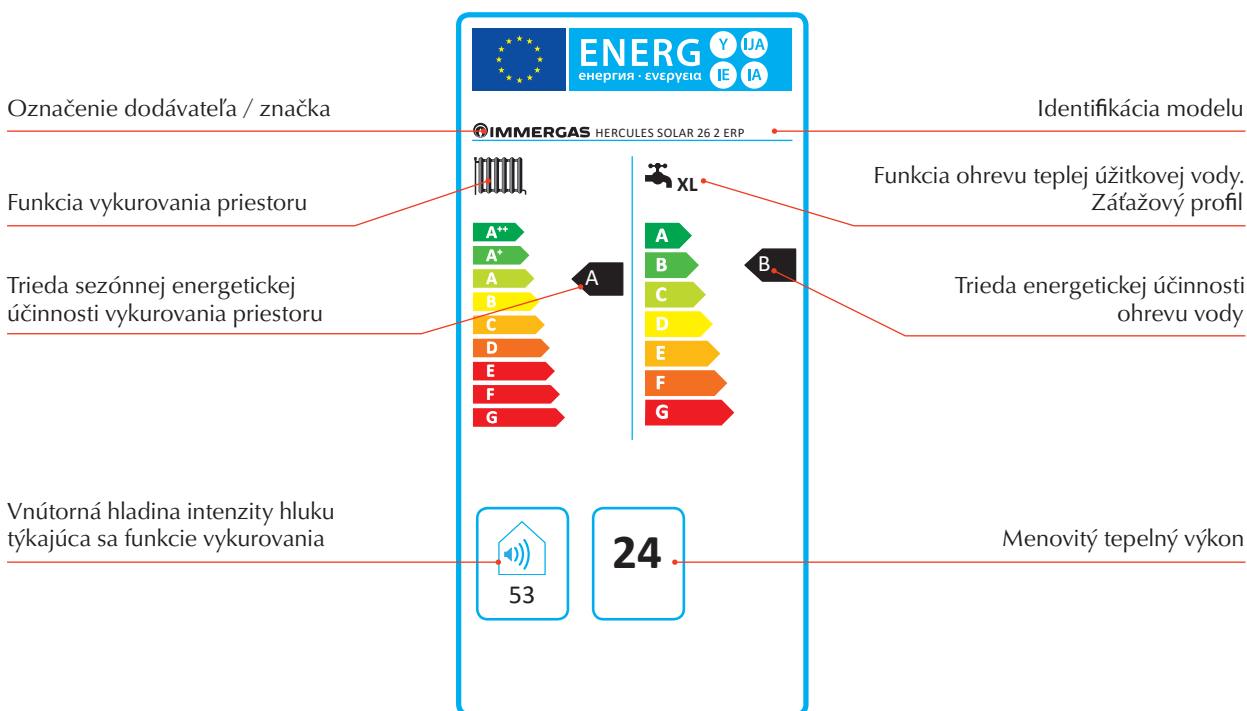 ENERG
енергия · ενεργεια
Y IJA
IE IA
Označenie dodávateľa / značka
IMMERGAS HERCULES SOLAR 26 2 ERP
Identifikácia modelu
Funkcia vykurovania priestoru
XL
Funkcia ohrevu teplej úžitkovej vody.
Záťažový profil
Trieda sezónnej energetickej
účinnosti vykurovania priestoru
A++
A+
A
B
C
D
E
F
G
A
A
B
C
D
E
F
G
B
Trieda energetickej účinnosti
ohrevu vody
Vnútorná hladina intenzity hluku
týkajúca sa funkcie vykurovania
53
24
Menovitý tepelný výkon